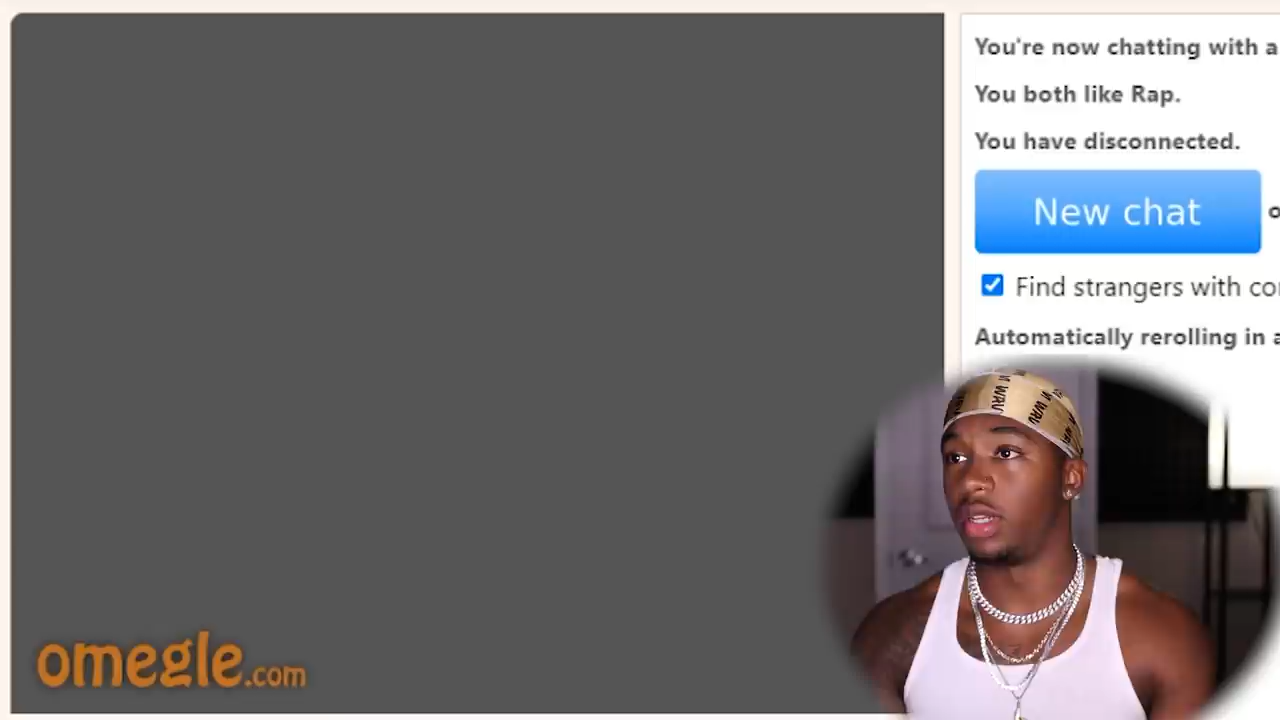 You're now chatting with a
You both like Rap.
You have disconnected.
New chat
Find strangers with
Automatically rerolling in a
omegle.com